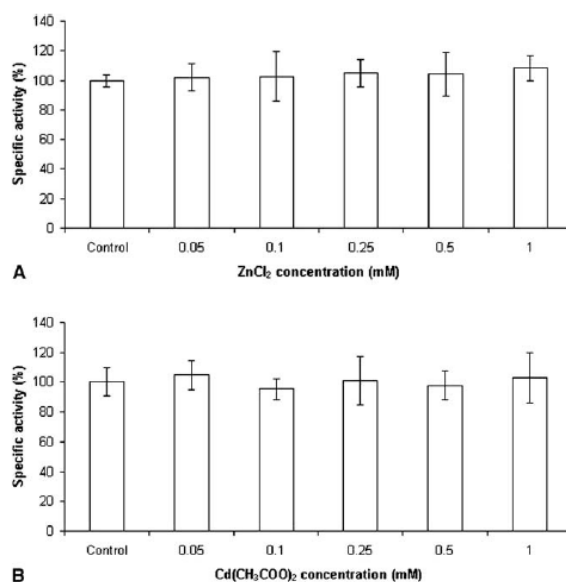 Specific activity (%)
140
120
100
80
60
40
20
0
Control 0.05 0.1 0.25 0.5 1
A
ZnCl₂ concentration (mM)
Specific activity (%)
140
120
100
80
60
40
20
0
Control 0.05 0.1 0.25 0.5 1
B
Cd(CH₃COO)₂ concentration (mM)